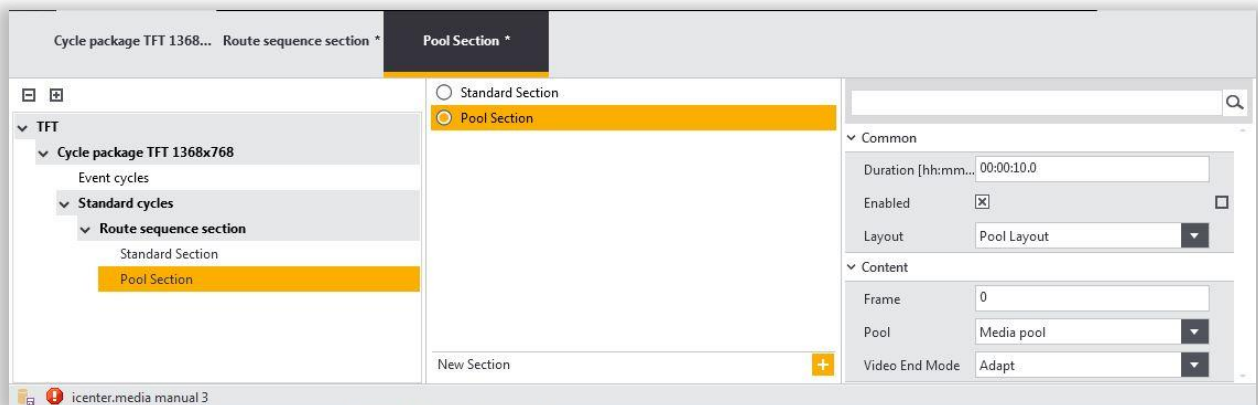 Cycle package TFT 1368... Route sequence section * Pool Section *
TFT
Cycle package TFT 1368x768
Event cycles
Standard cycles
Route sequence section
Standard Section
Pool Section
Standard Section
Pool Section
New Section
Common
Duration [hh:mm... 00:00:10.0
Enabled
Layout Pool Layout
Content
Frame 0
Pool Media pool
Video End Mode Adapt
icenter.media manual 3